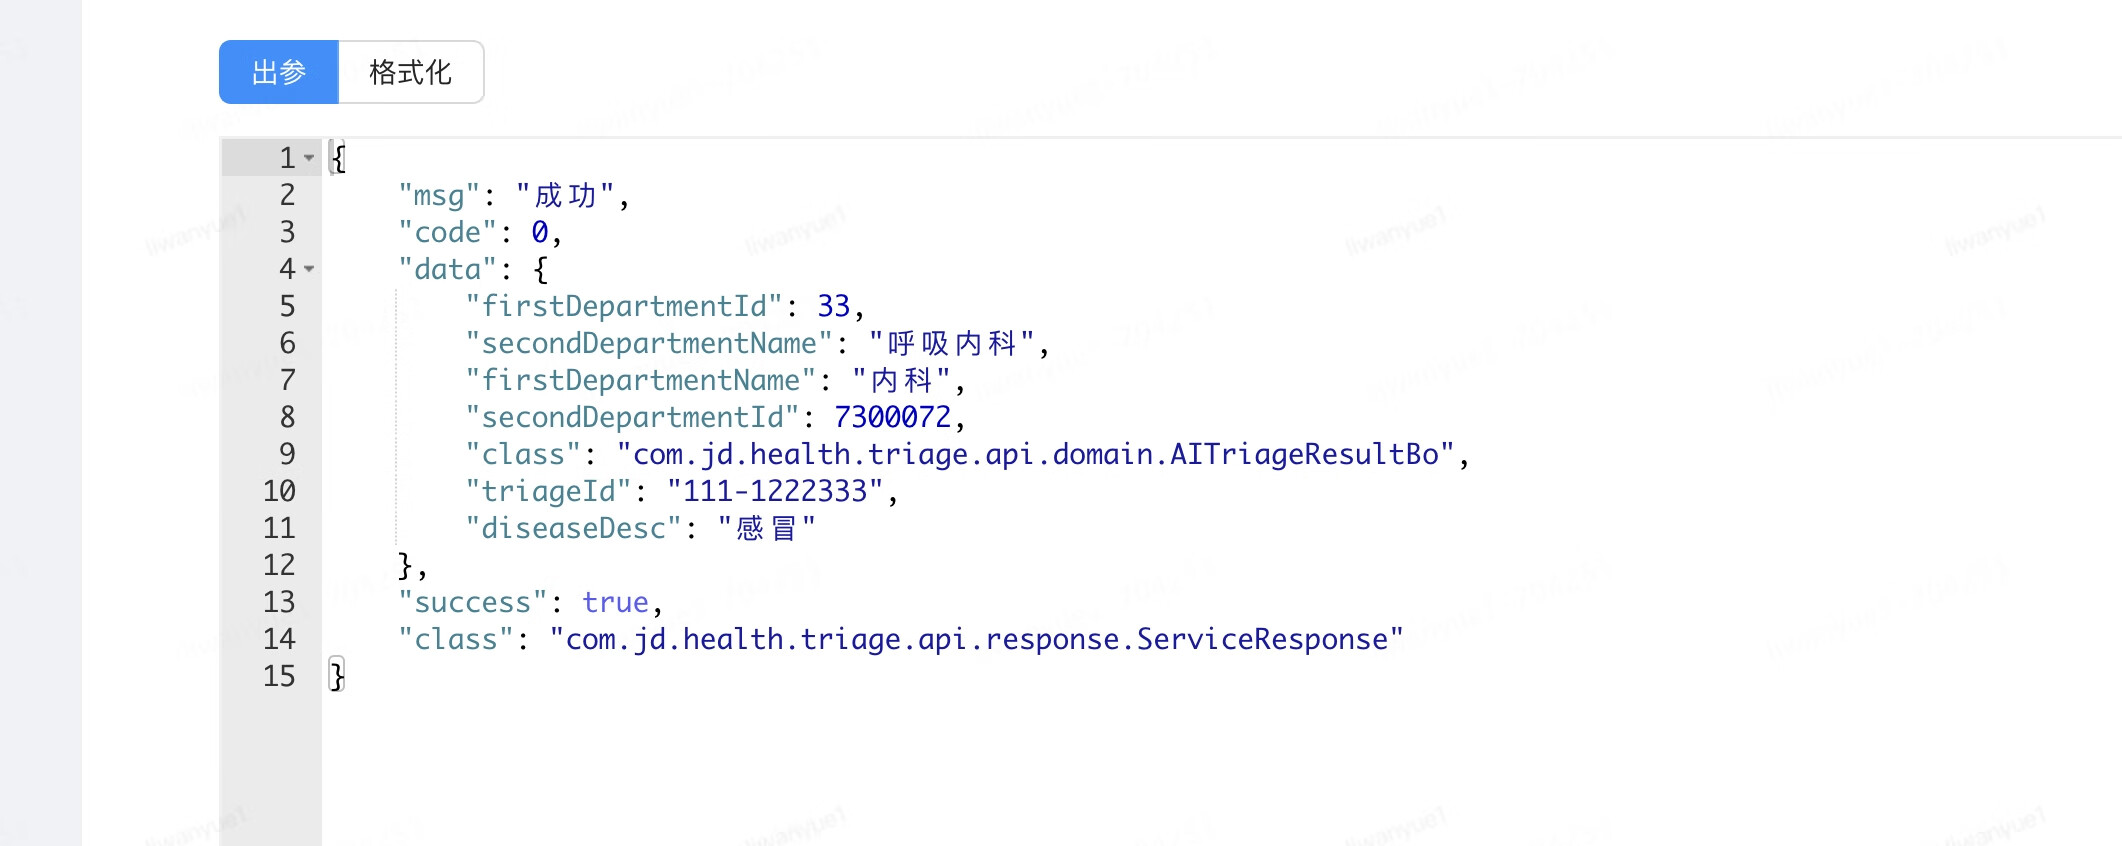 出参 格式化
1 {
2 "msg": "成功",
3 "code": 0,
4 "data": {
5 "firstDepartmentId": 33,
6 "secondDepartmentName": "呼吸内科",
7 "firstDepartmentName": "内科",
8 "secondDepartmentId": 7300072,
9 "class": "com.jd.health.triage.api.domain.AITriageResultBo",
10 "triageId": "111-1222333",
11 "diseaseDesc": "感冒"
12 },
13 "success": true,
14 "class": "com.jd.health.triage.api.response.ServiceResponse"
15 }
liwanyue1 liwanyue1 liwanyue1 liwanyue1
liwanyue1 liwanyue1 liwanyue1 liwanyue1